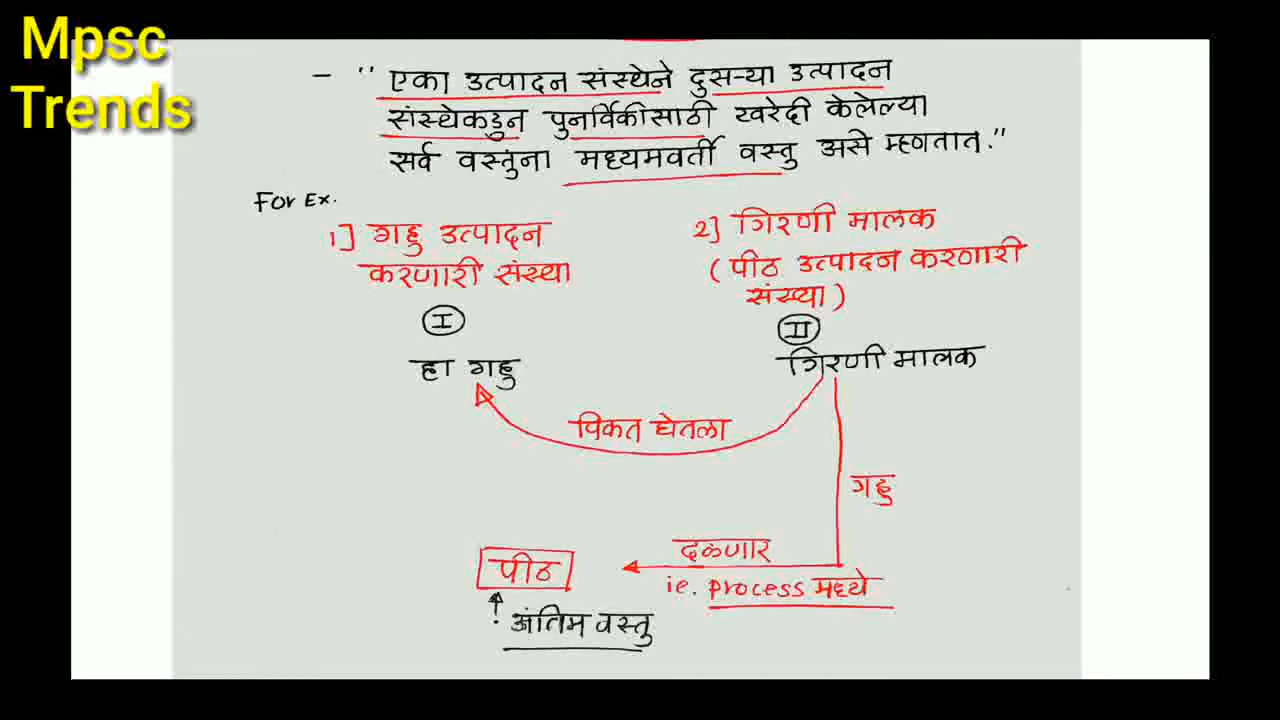 Mpsc
Trends
- " एका उत्पादन संस्थेने दुसऱ्या उत्पादन
संस्थेकडुन पुनर्विकीसाठी खरेदी केलेल्या
सर्व वस्तुंना मध्यमवर्ती वस्तु असे म्हणतात."
For Ex.
1] गहु उत्पादन
करणारी संस्था
2] गिरणी मालक
( पीठ उत्पादन करणारी
संख्या )
I
II
हा गहु
गिरणी मालक
विकत घेतला
गहु
दळणार
पीठ
ie. process मध्ये
अंतिम वस्तु